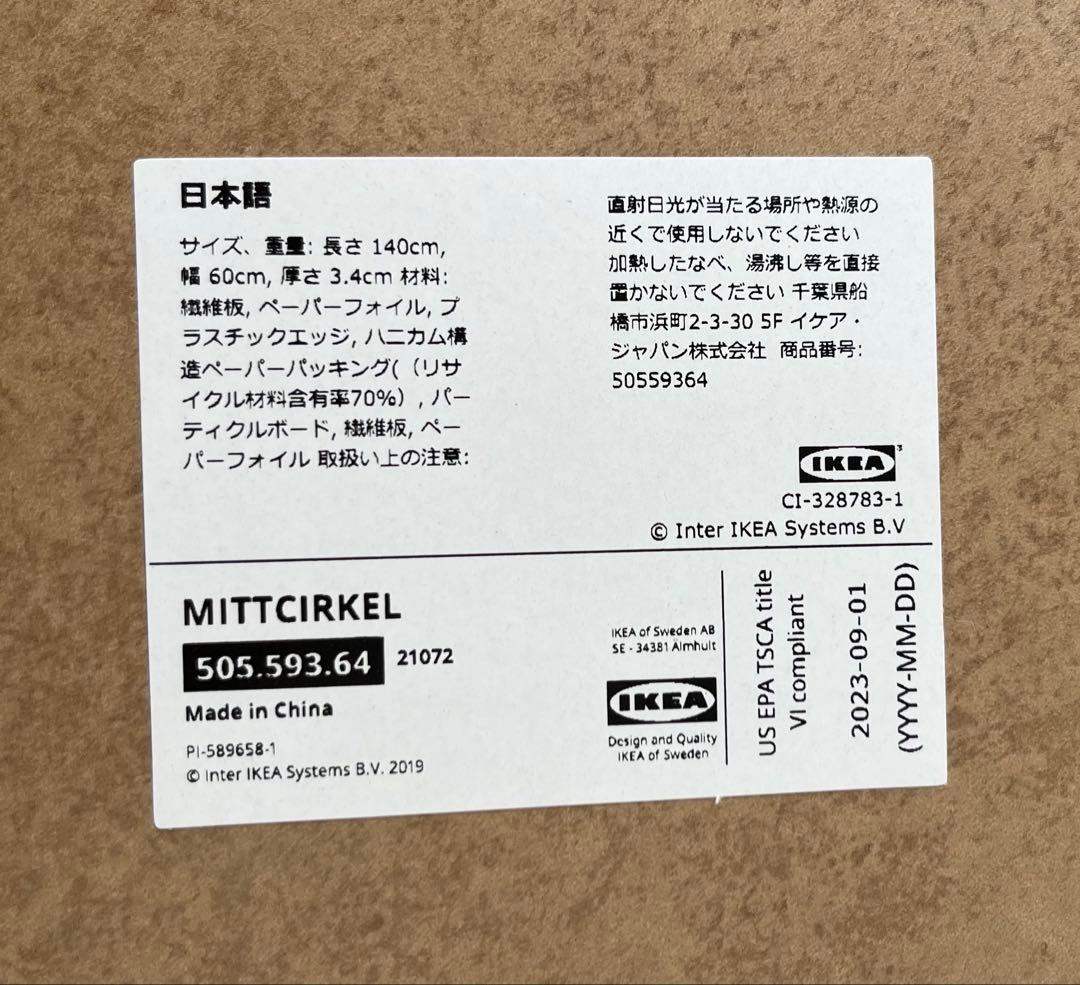 日本語
サイズ、重量: 長さ 140cm,
幅 60cm, 厚さ 3.4cm 材料:
繊維板, ペーパーフォイル, プ
ラスチックエッジ, ハニカム構
造ペーパーパッキング(（リサ
イクル材料含有率70%）, パー
ティクルボード, 繊維板, ペー
パーフォイル 取扱い上の注意:
直射日光が当たる場所や熱源の
近くで使用しないでください
加熱したなべ、湯沸し等を直接
置かないでください 千葉県船
橋市浜町2-3-30 5F イケア・
ジャパン株式会社 商品番号:
50559364
IKEA
CI-328783-1
© Inter IKEA Systems B.V
MITTCIRKEL
505.593.64 21072
Made in China
PI-589658-1
© Inter IKEA Systems B.V. 2019
IKEA of Sweden AB
SE - 34381 Älmhult
IKEA
Design and Quality
IKEA of Sweden
US EPA TSCA title
VI compliant
2023-09-01
(YYYY-MM-DD)